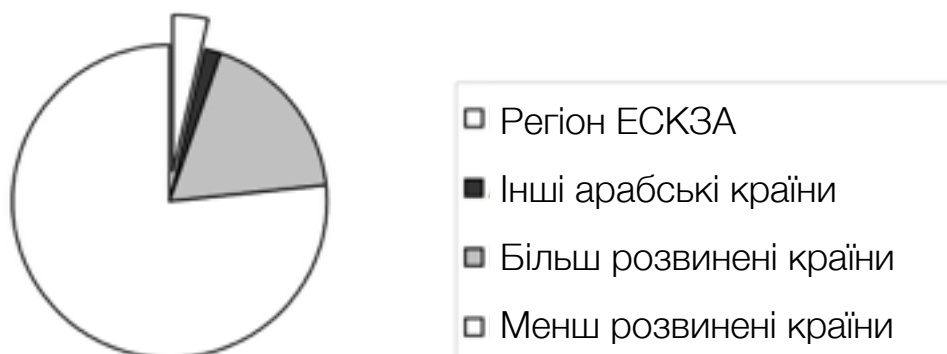 Регіон ЕСКЗА
Інші арабські країни
Більш розвинені країни
Менш розвинені країни